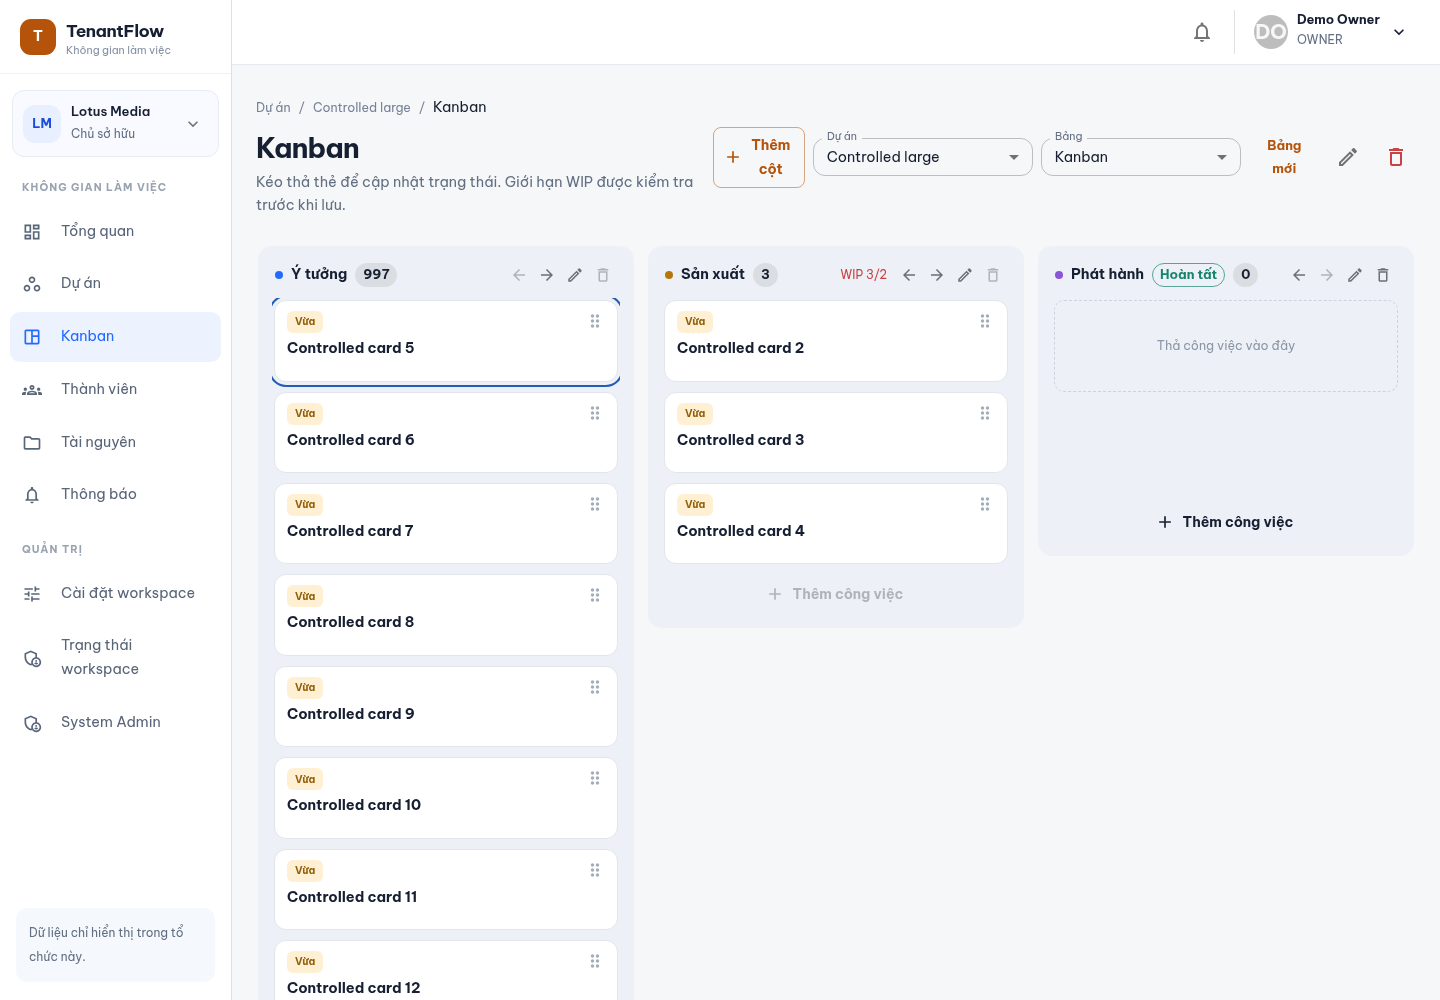 T
TenantFlow
Không gian làm việc
LM
Lotus Media
Chủ sở hữu
KHÔNG GIAN LÀM VIỆC
Tổng quan
Dự án
Kanban
Thành viên
Tài nguyên
Thông báo
QUẢN TRỊ
Cài đặt workspace
Trạng thái
workspace
System Admin
Dữ liệu chỉ hiển thị trong tổ
chức này.
DO
Demo Owner
OWNER
Dự án / Controlled large / Kanban
Kanban
Kéo thả thẻ để cập nhật trạng thái. Giới hạn WIP được kiểm tra
trước khi lưu.
Thêm
cột
Dự án
Controlled large
Bảng
Kanban
Bảng
mới
Ý tưởng 997
Vừa
Controlled card 5
Vừa
Controlled card 6
Vừa
Controlled card 7
Vừa
Controlled card 8
Vừa
Controlled card 9
Vừa
Controlled card 10
Vừa
Controlled card 11
Vừa
Controlled card 12
Sản xuất 3 WIP 3/2
Vừa
Controlled card 2
Vừa
Controlled card 3
Vừa
Controlled card 4
Thêm công việc
Phát hành Hoàn tất 0
Thả công việc vào đây
Thêm công việc